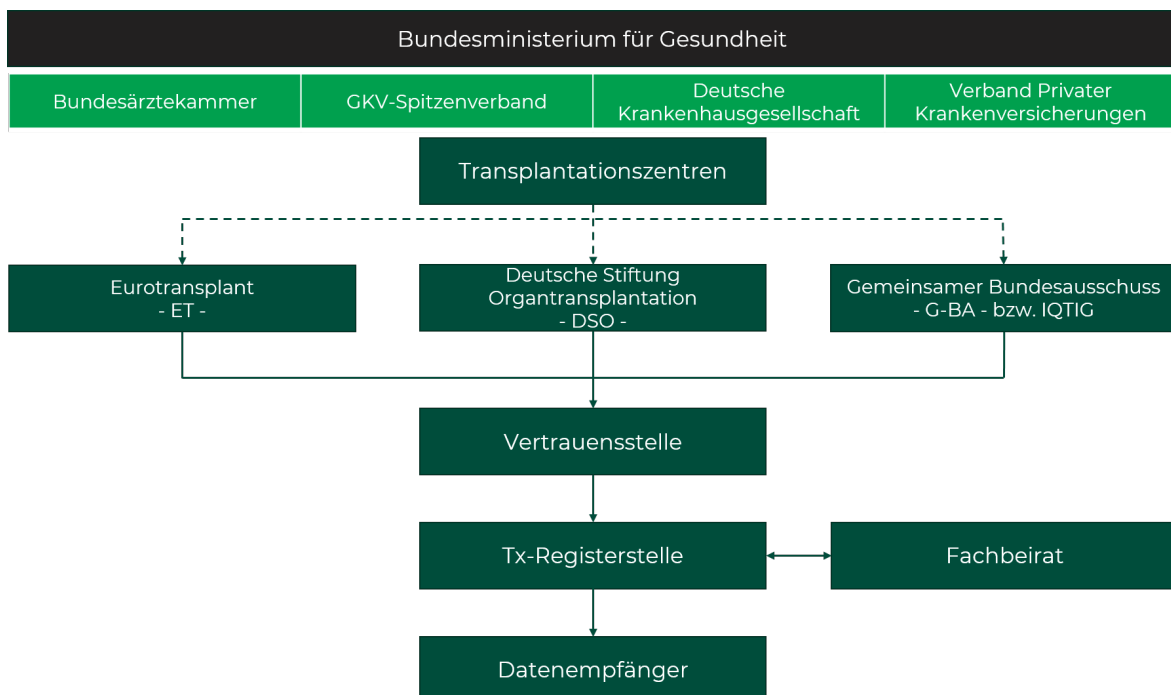 Bundesministerium für Gesundheit
Bundesärztekammer
GKV-Spitzenverband
Deutsche
Krankenhausgesellschaft
Verband Privater
Krankenversicherungen
Transplantationszentren
Eurotransplant
- ET -
Deutsche Stiftung
Organtransplantation
- DSO -
Gemeinsamer Bundesausschuss
- G-BA - bzw. IQTIG
Vertrauensstelle
Tx-Registerstelle
Fachbeirat
Datenempfänger